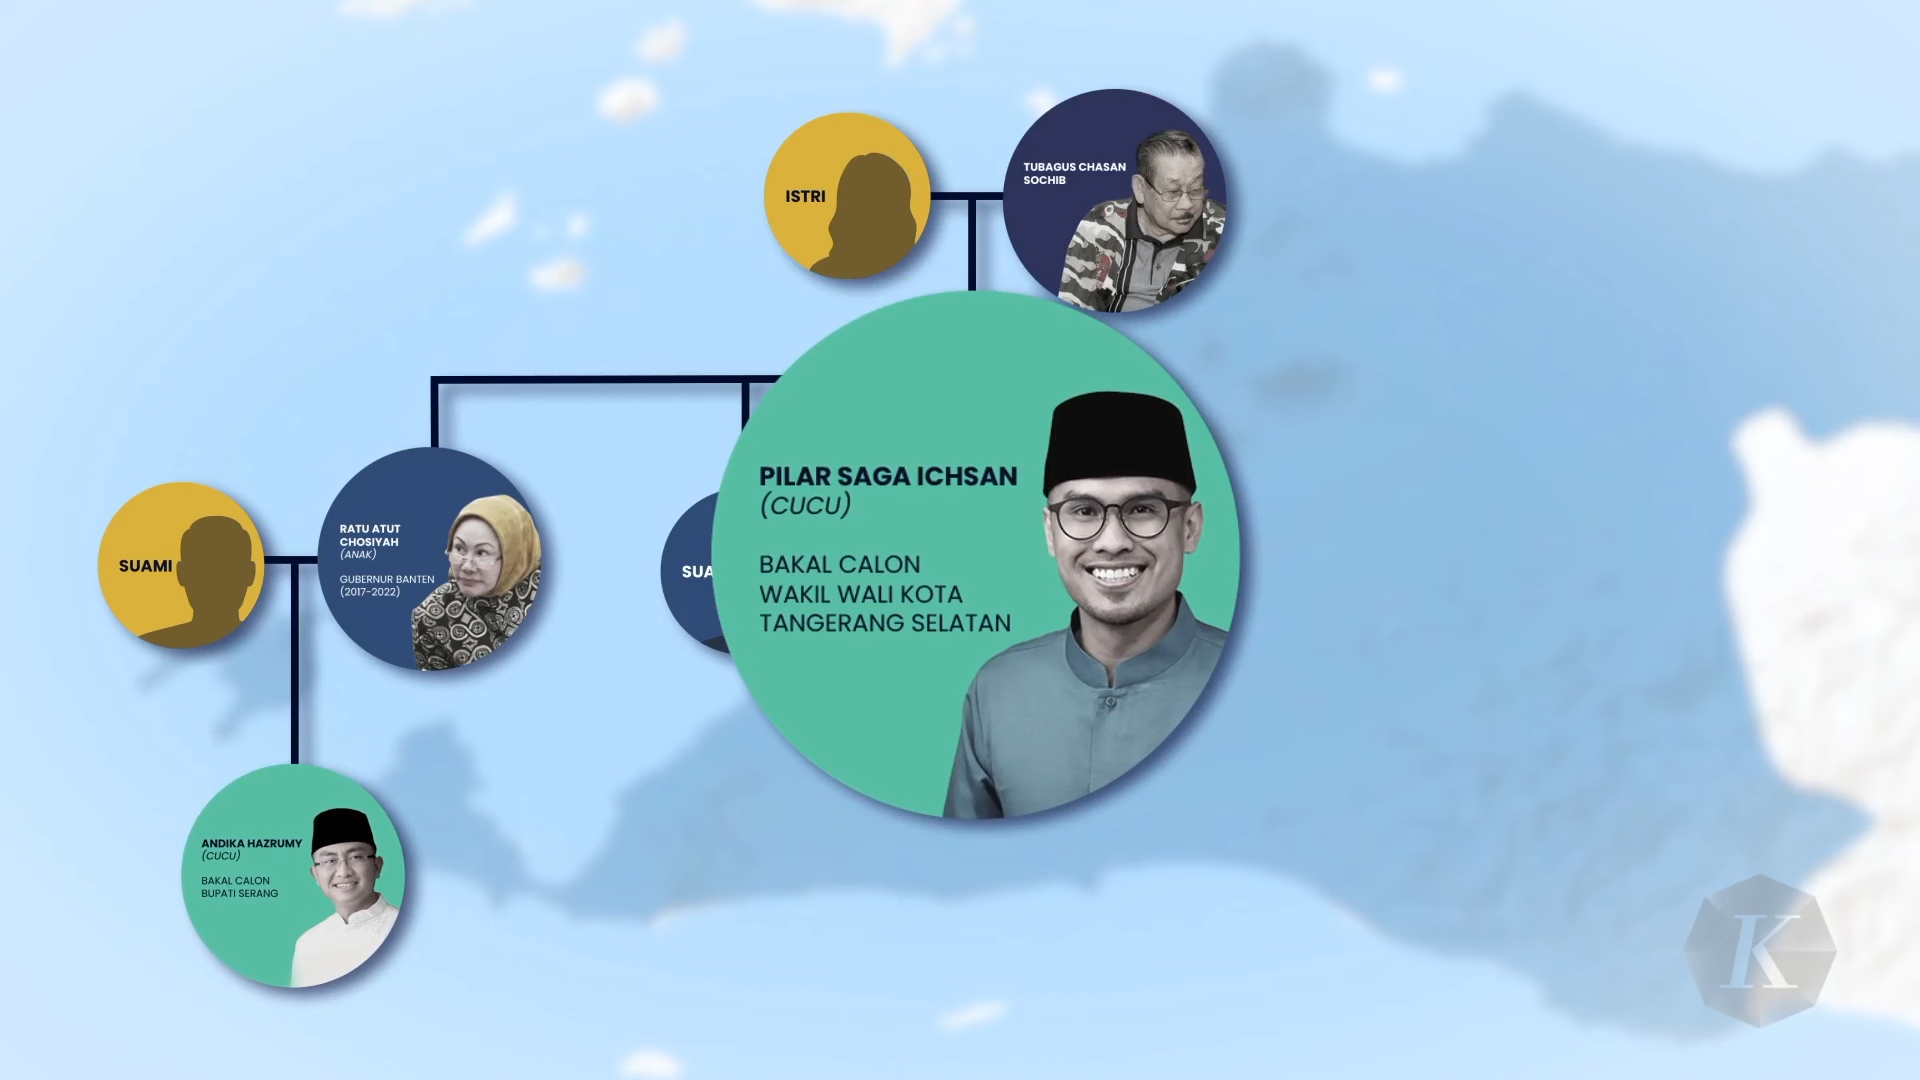 ISTRI
TUBAGUS CHASAN
SOCHIB
PILAR SAGA ICHSAN
(CUCU)
BAKAL CALON
WAKIL WALI KOTA
TANGERANG SELATAN
SUAMI
RATU ATUT
CHOSIYAH
(ANAK)
GUBERNUR BANTEN
(2017-2022)
ANDIKA HAZRUMY
(CUCU)
BAKAL CALON
BUPATI SERANG
K